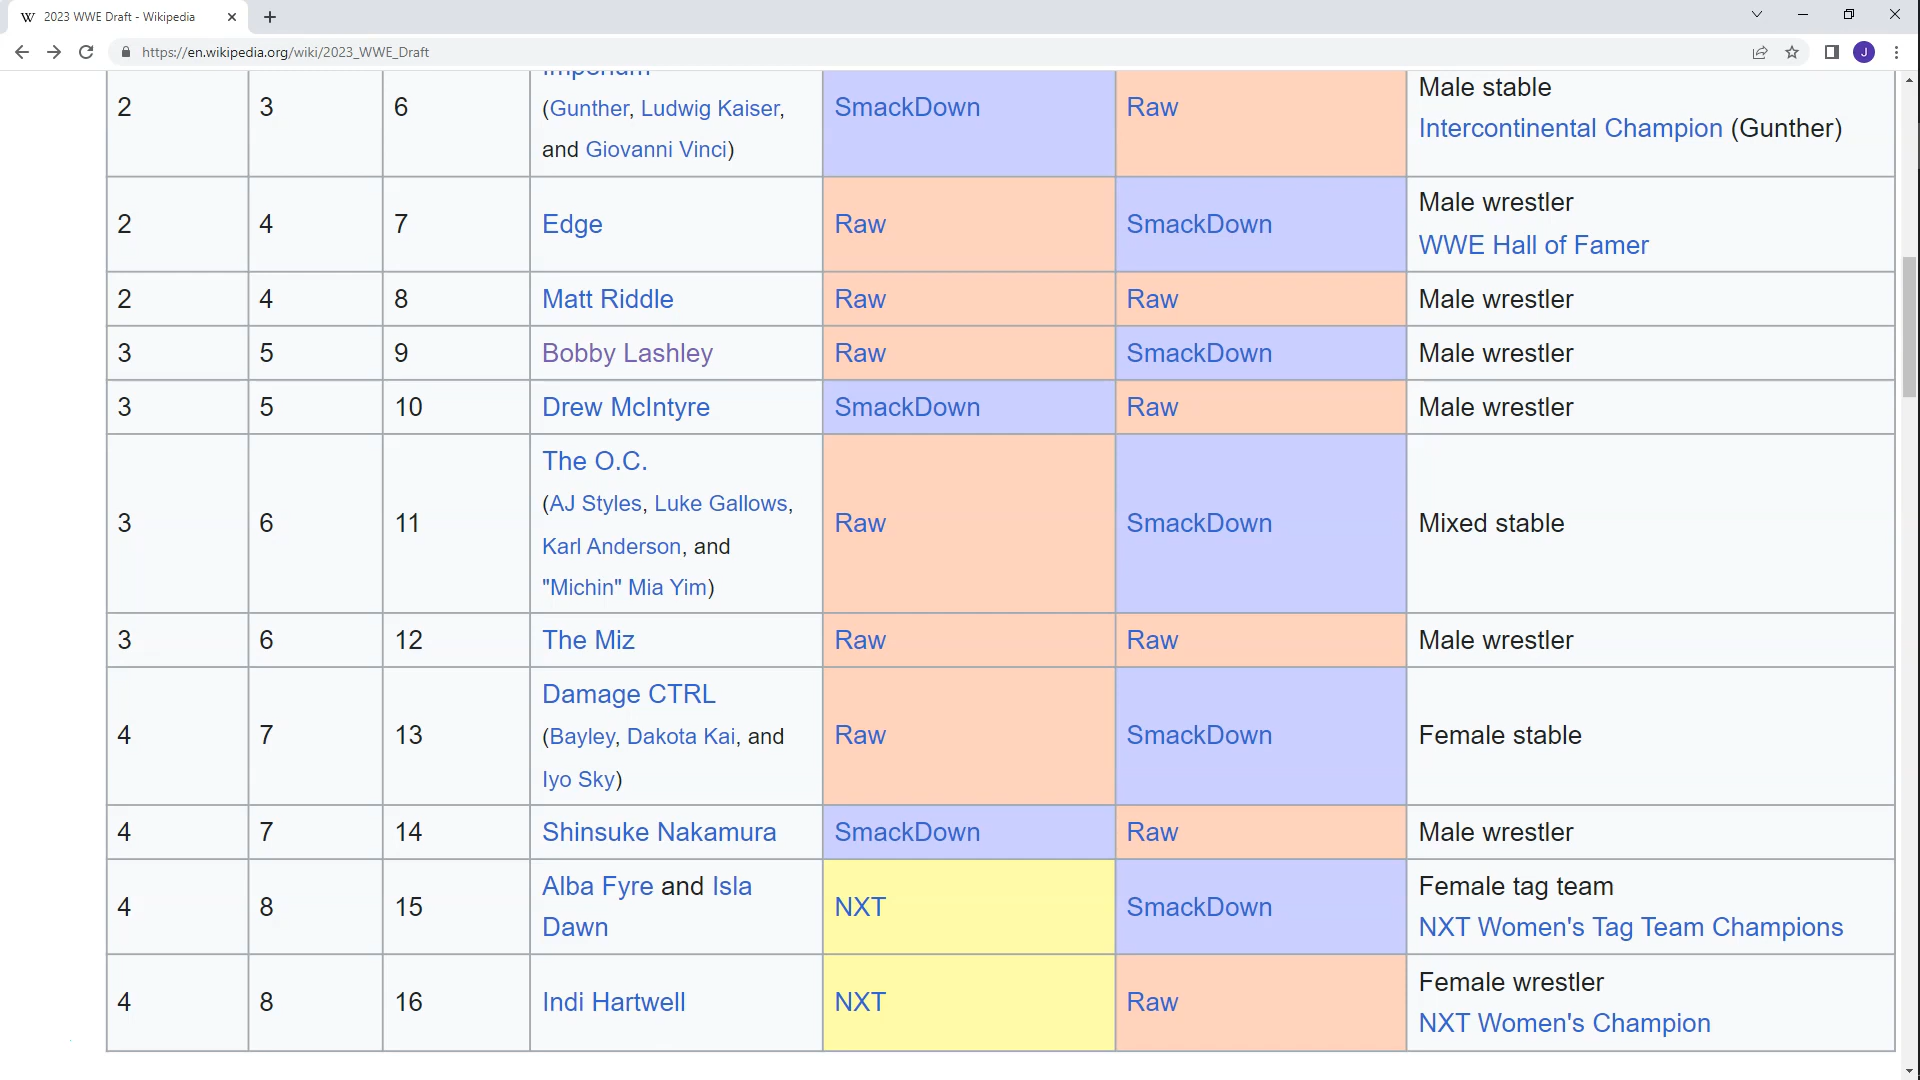 2023 WWE Draft - Wikipedia
https://en.wikipedia.org/wiki/2023_WWE_Draft
J
Imperium
2 3 6 (Gunther, Ludwig Kaiser, and Giovanni Vinci) SmackDown Raw Male stable
Intercontinental Champion (Gunther)
2 4 7 Edge Raw SmackDown Male wrestler
WWE Hall of Famer
2 4 8 Matt Riddle Raw Raw Male wrestler
3 5 9 Bobby Lashley Raw SmackDown Male wrestler
3 5 10 Drew McIntyre SmackDown Raw Male wrestler
The O.C.
(AJ Styles, Luke Gallows,
3 6 11 Raw SmackDown Mixed stable
Karl Anderson, and
"Michin" Mia Yim)
3 6 12 The Miz Raw Raw Male wrestler
Damage CTRL
4 7 13 (Bayley, Dakota Kai, and Raw SmackDown Female stable
Iyo Sky)
4 7 14 Shinsuke Nakamura SmackDown Raw Male wrestler
4 8 15 Alba Fyre and Isla Dawn NXT SmackDown Female tag team
NXT Women's Tag Team Champions
4 8 16 Indi Hartwell NXT Raw Female wrestler
NXT Women's Champion